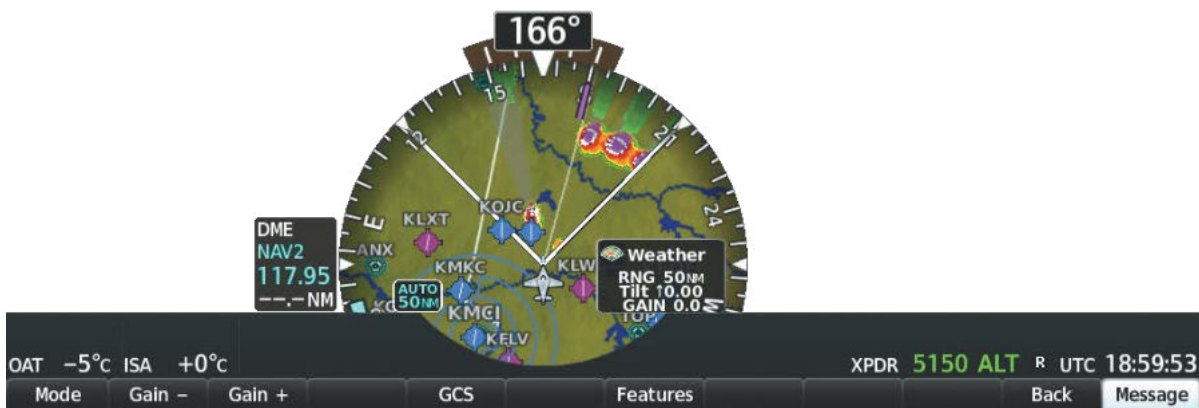 166°
12
15
21
24
E
W
KLXT
KOJC
ANX
KMKC
KLW
KMCI
KFLV
TOP
DME
NAV2
117.95
--.-NM
AUTO
50NM
Weather
RNG 50NM
Tilt ↑0.00
GAIN 0.0
OAT -5°C ISA +0°C
XPDR 5150 ALT R UTC 18:59:53
Mode Gain - Gain + GCS Features Back Message